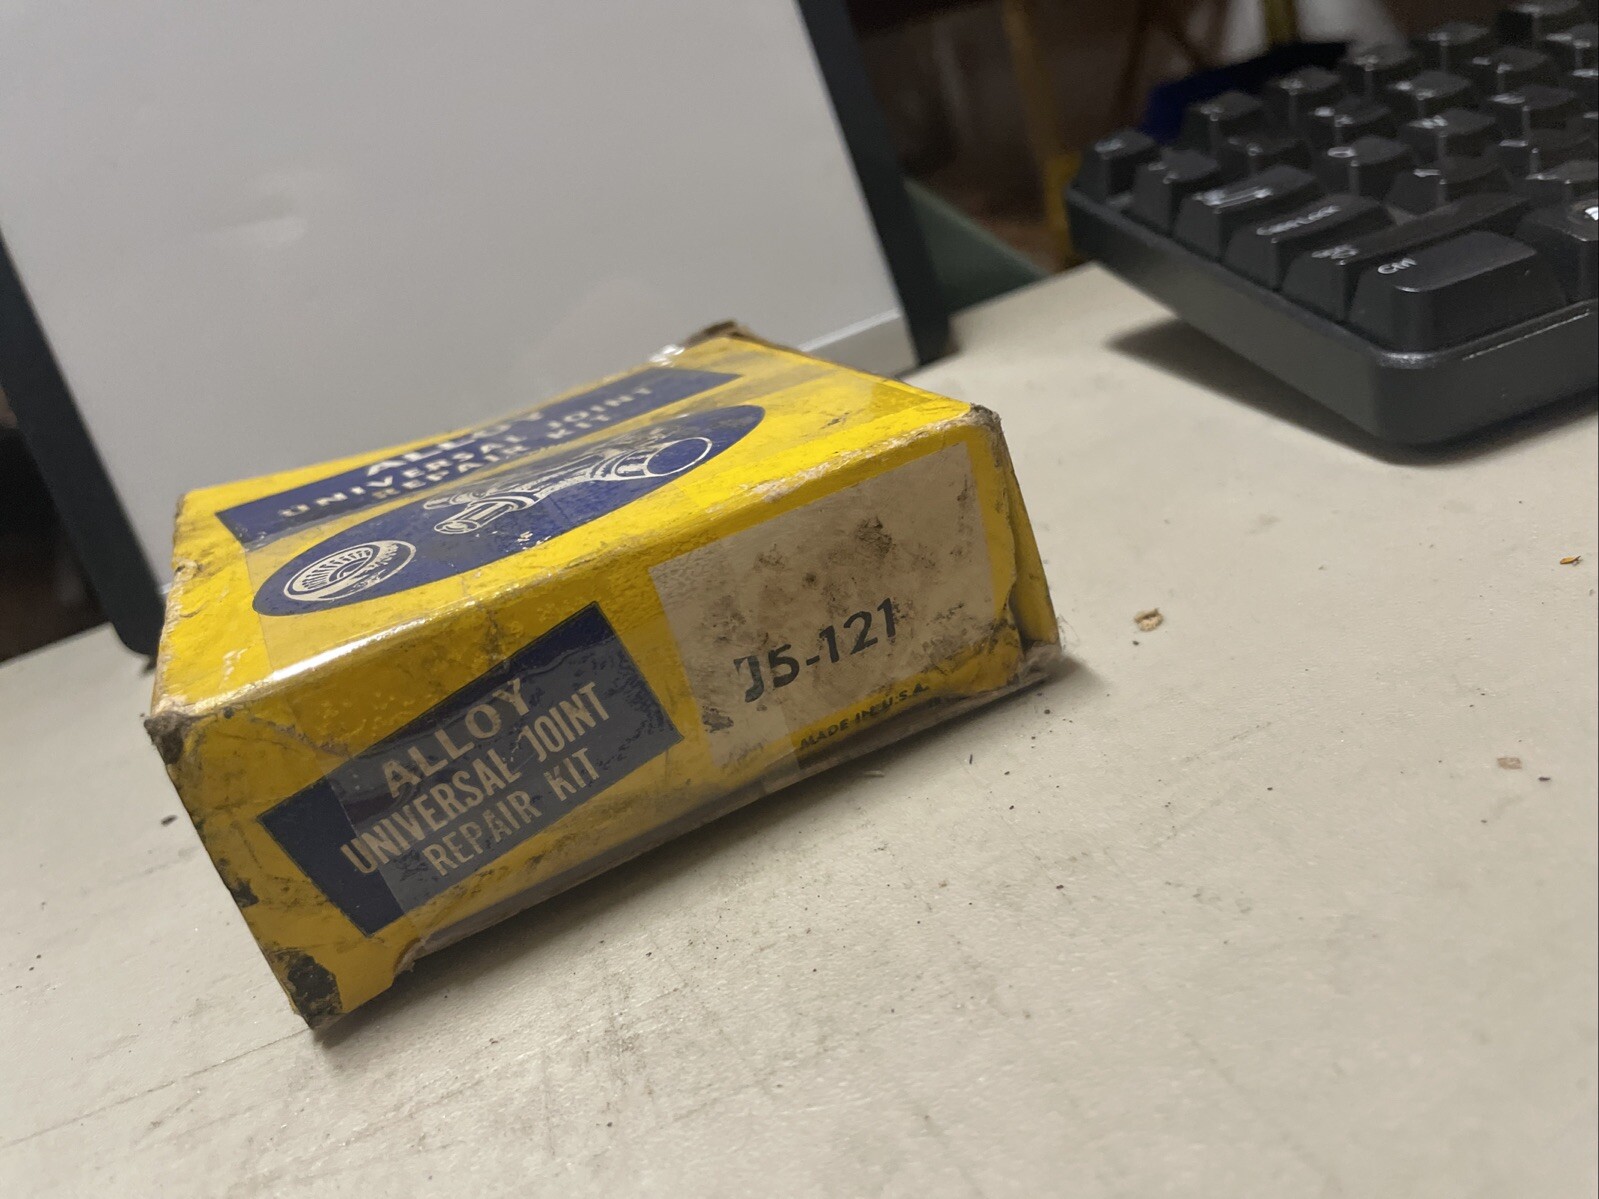 ALLOY
UNIVERSAL JOINT
REPAIR KIT
ALLOY
UNIVERSAL JOINT
REPAIR KIT
J5-121
MADE IN U.S.A.